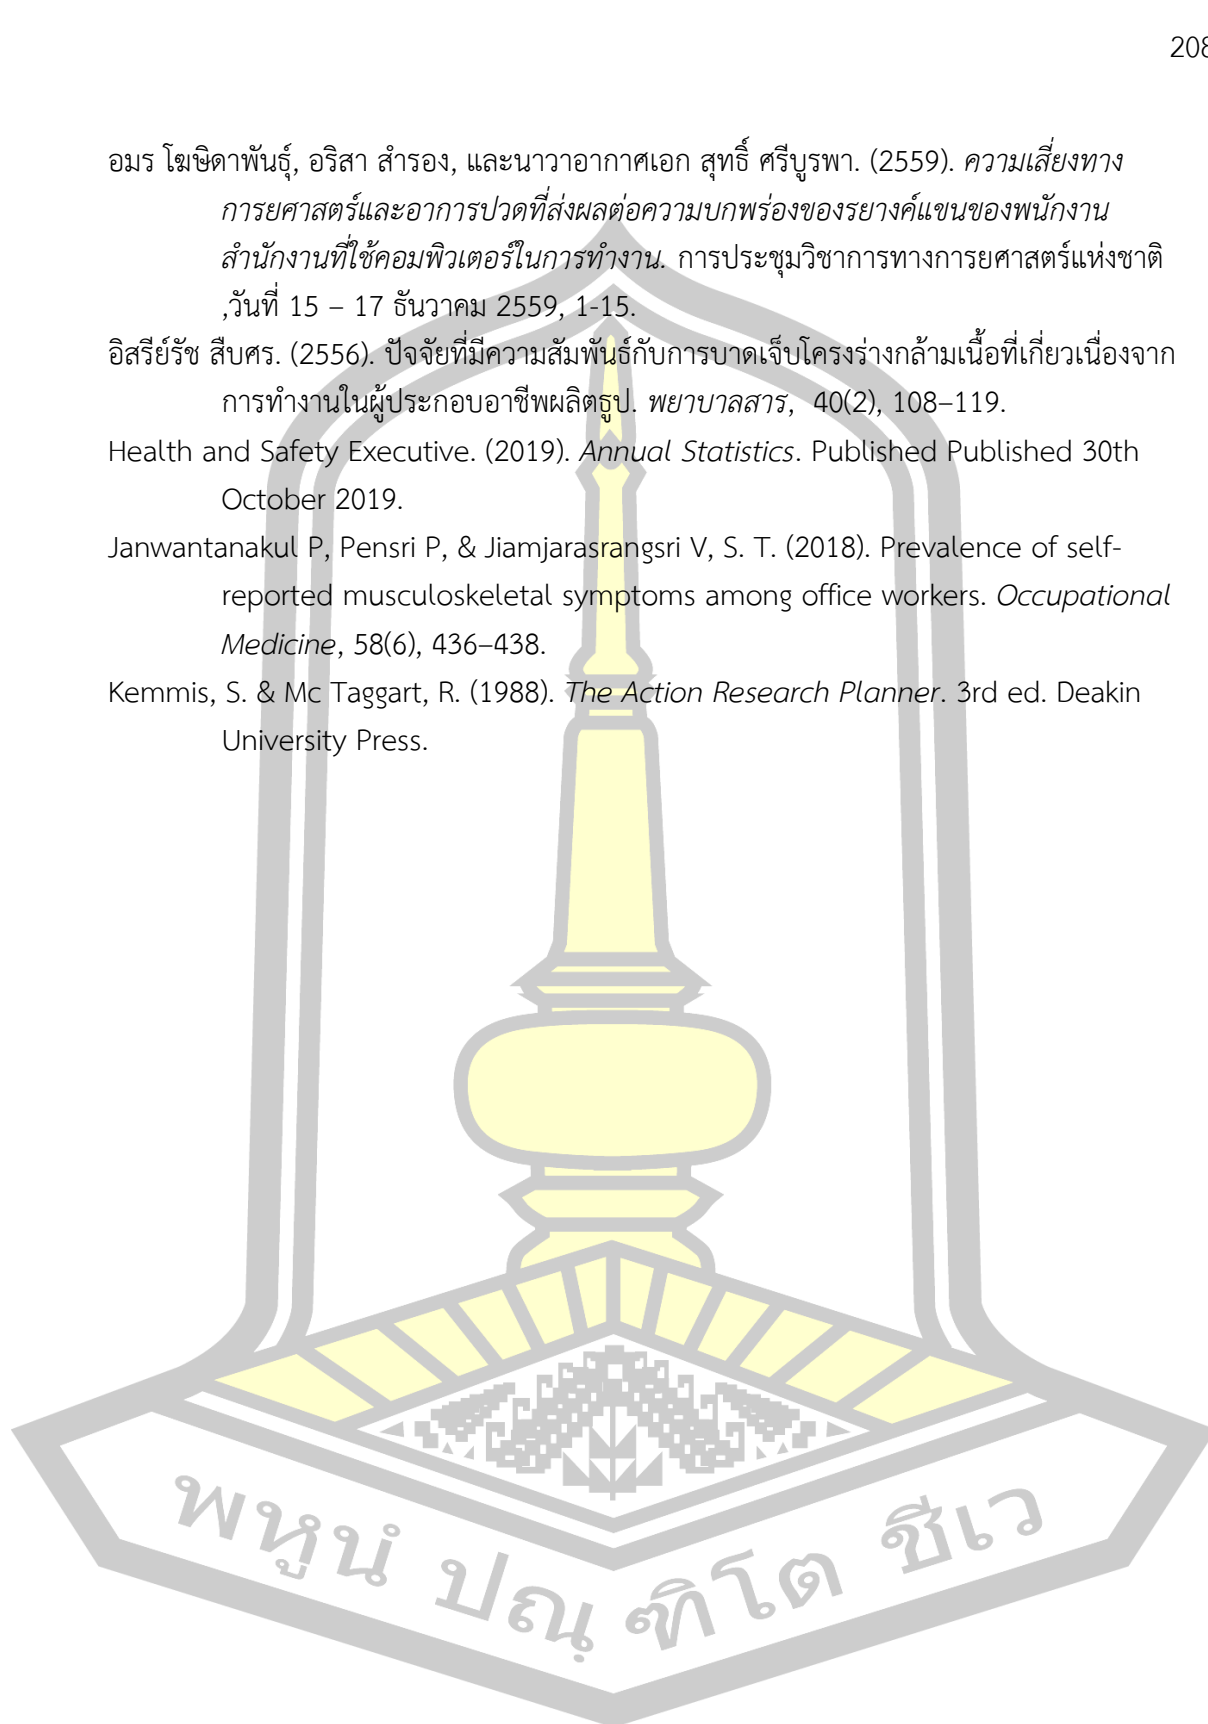 208
อมร โฆษิดาพันธุ์, อริสา สำรอง, และนาวาอากาศเอก สุทธิ์ ศรีบูรพา. (2559). ความเสี่ยงทาง
การยศาสตร์และอาการปวดที่ส่งผลต่อความบกพร่องของรยางค์แขนของพนักงาน
สำนักงานที่ใช้คอมพิวเตอร์ในการทำงาน. การประชุมวิชาการทางการยศาสตร์แห่งชาติ
,วันที่ 15 – 17 ธันวาคม 2559, 1-15.
อิสรีย์รัช สืบศร. (2556). ปัจจัยที่มีความสัมพันธ์กับการบาดเจ็บโครงร่างกล้ามเนื้อที่เกี่ยวเนื่องจาก
การทำงานในผู้ประกอบอาชีพผลิตธูป. พยาบาลสาร, 40(2), 108–119.
Health and Safety Executive. (2019). Annual Statistics. Published Published 30th
October 2019.
Janwantanakul P, Pensri P, & Jiamjarasrangsri V, S. T. (2018). Prevalence of self-
reported musculoskeletal symptoms among office workers. Occupational
Medicine, 58(6), 436–438.
Kemmis, S. & Mc Taggart, R. (1988). The Action Research Planner. 3rd ed. Deakin
University Press.
พหูนํ ปณฺฑิโต ชีเว